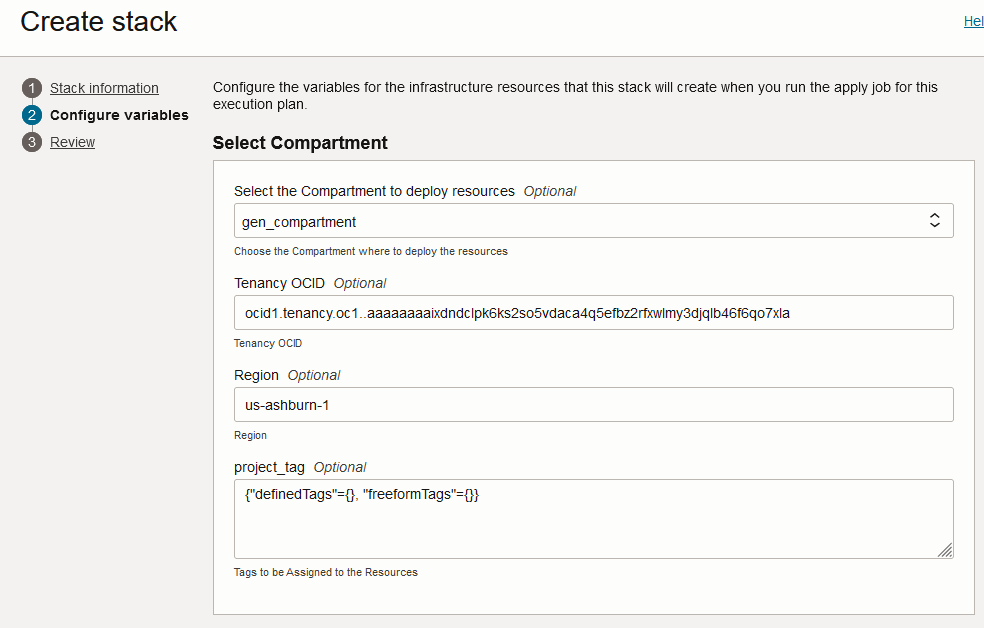 Create stack
Hel
1 Stack information
2 Configure variables
3 Review
Configure the variables for the infrastructure resources that this stack will create when you run the apply job for this
execution plan.
Select Compartment
Select the Compartment to deploy resources Optional
gen_compartment
Choose the Compartment where to deploy the resources
Tenancy OCID Optional
ocid1.tenancy.oc1..aaaaaaaaixdndclpk6ks2so5vdaca4q5efbz2rfxwlmy3djqlb46f6qo7xla
Tenancy OCID
Region Optional
us-ashburn-1
Region
project_tag Optional
{"definedTags"={}, "freeformTags"={}}
Tags to be Assigned to the Resources